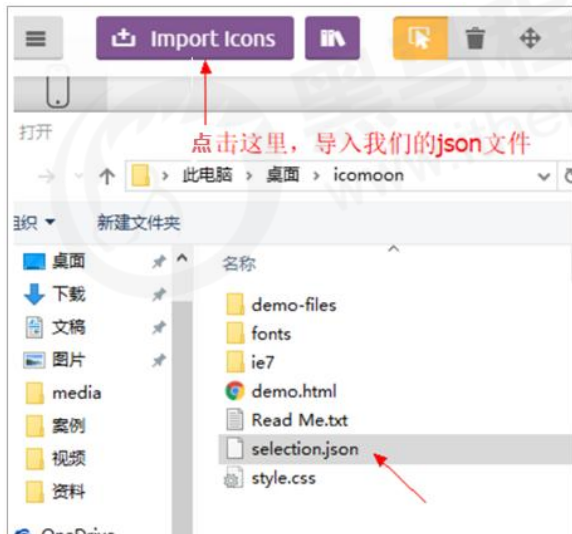 Import Icons
打开
点击这里，导入我们的json文件
此电脑 › 桌面 › icomoon
组织 新建文件夹
桌面
下载
文稿
图片
media
案例
视频
资料
OneDrive
名称
demo-files
fonts
ie7
demo.html
Read Me.txt
selection.json
style.css